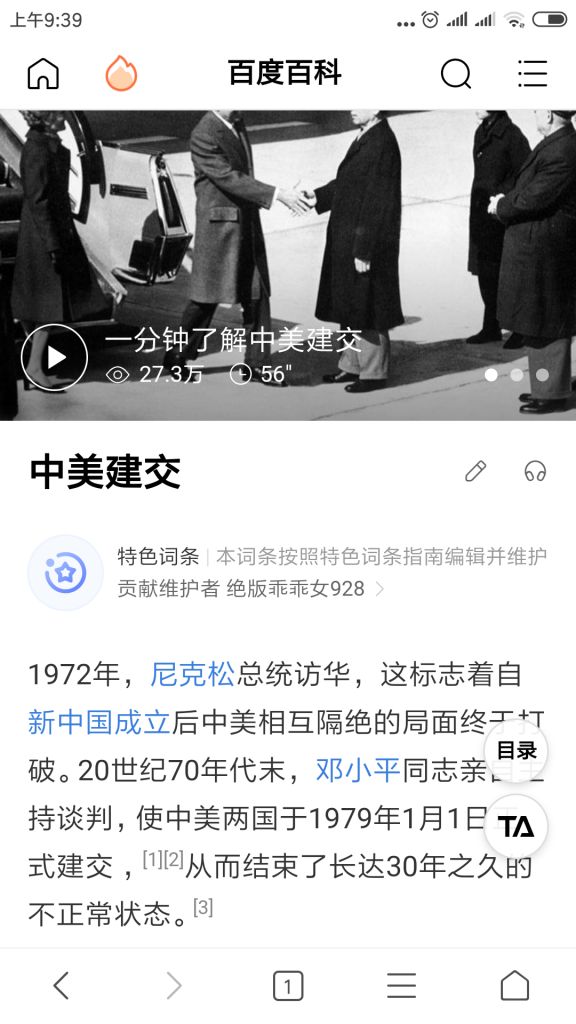 上午9:39
百度百科
一分钟了解中美建交
27.3万 56"
中美建交
特色词条 | 本词条按照特色词条指南编辑并维护
贡献维护者 绝版乖乖女928
1972年，尼克松总统访华，这标志着自
新中国成立后中美相互隔绝的局面终于打
破。20世纪70年代末，邓小平同志亲自主
持谈判，使中美两国于1979年1月1日正
式建交，[1][2]从而结束了长达30年之久的
不正常状态。[3]
目录
TA
1